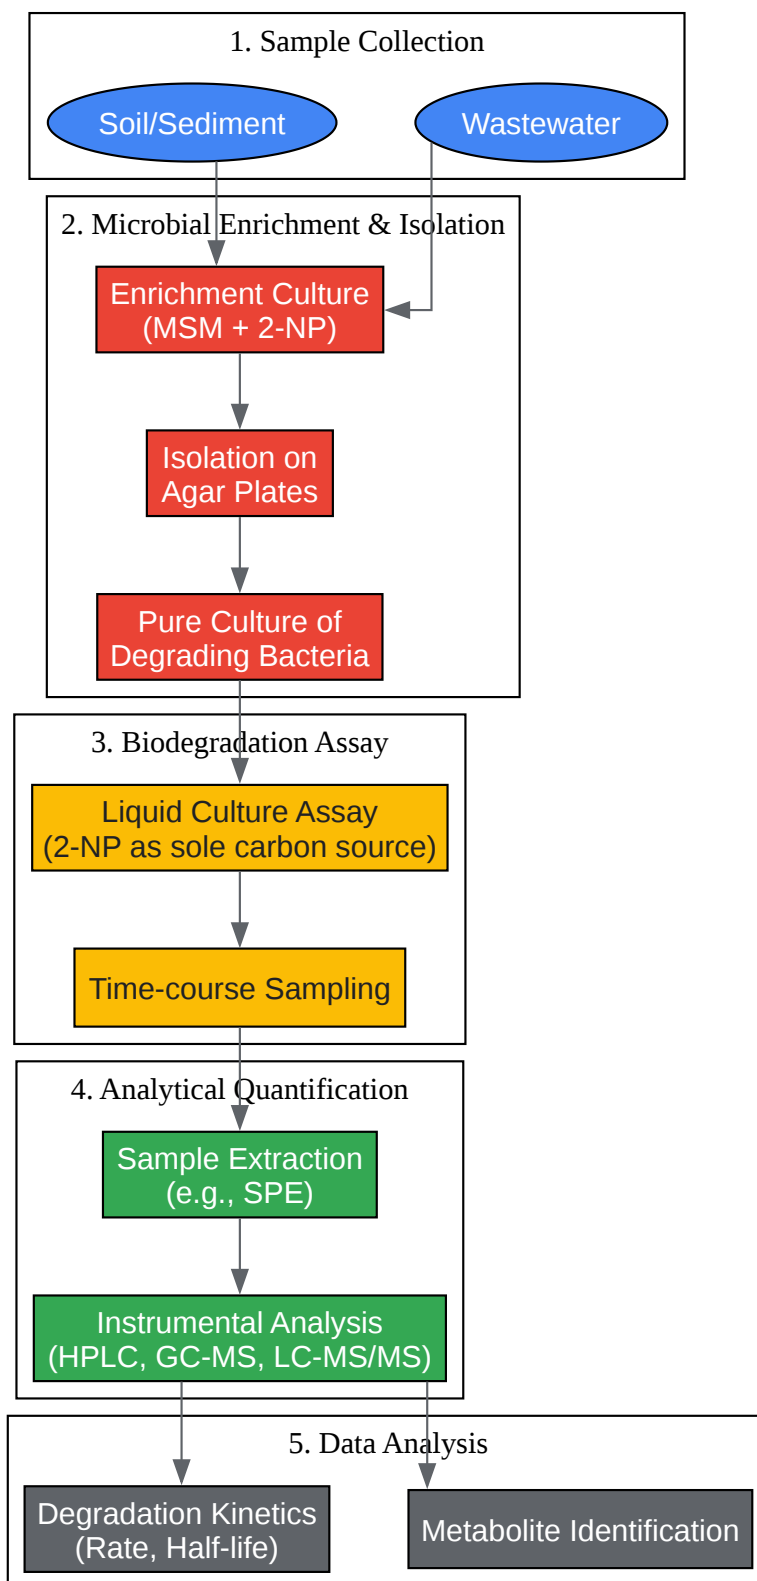 1. Sample Collection
Soil/Sediment
Wastewater
2. Microbial Enrichment & Isolation
Enrichment Culture
(MSM + 2-NP)
Isolation on
Agar Plates
Pure Culture of
Degrading Bacteria
3. Biodegradation Assay
Liquid Culture Assay
(2-NP as sole carbon source)
Time-course Sampling
4. Analytical Quantification
Sample Extraction
(e.g., SPE)
Instrumental Analysis
(HPLC, GC-MS, LC-MS/MS)
5. Data Analysis
Degradation Kinetics
(Rate, Half-life)
Metabolite Identification